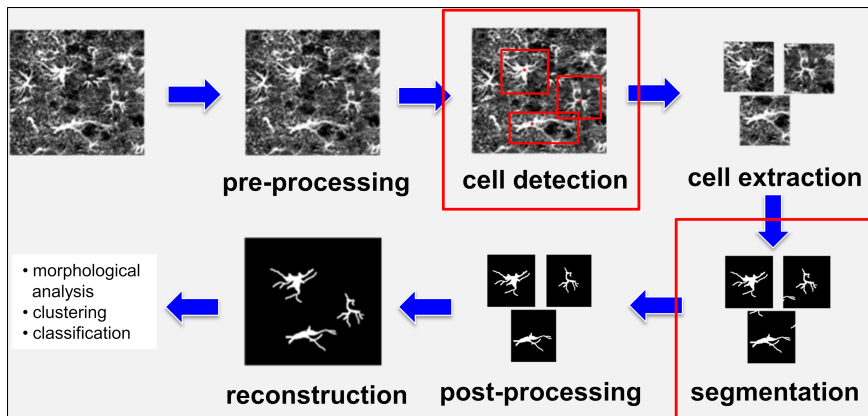 pre-processing
cell detection
cell extraction
• morphological
analysis
• clustering
• classification
reconstruction
post-processing
segmentation